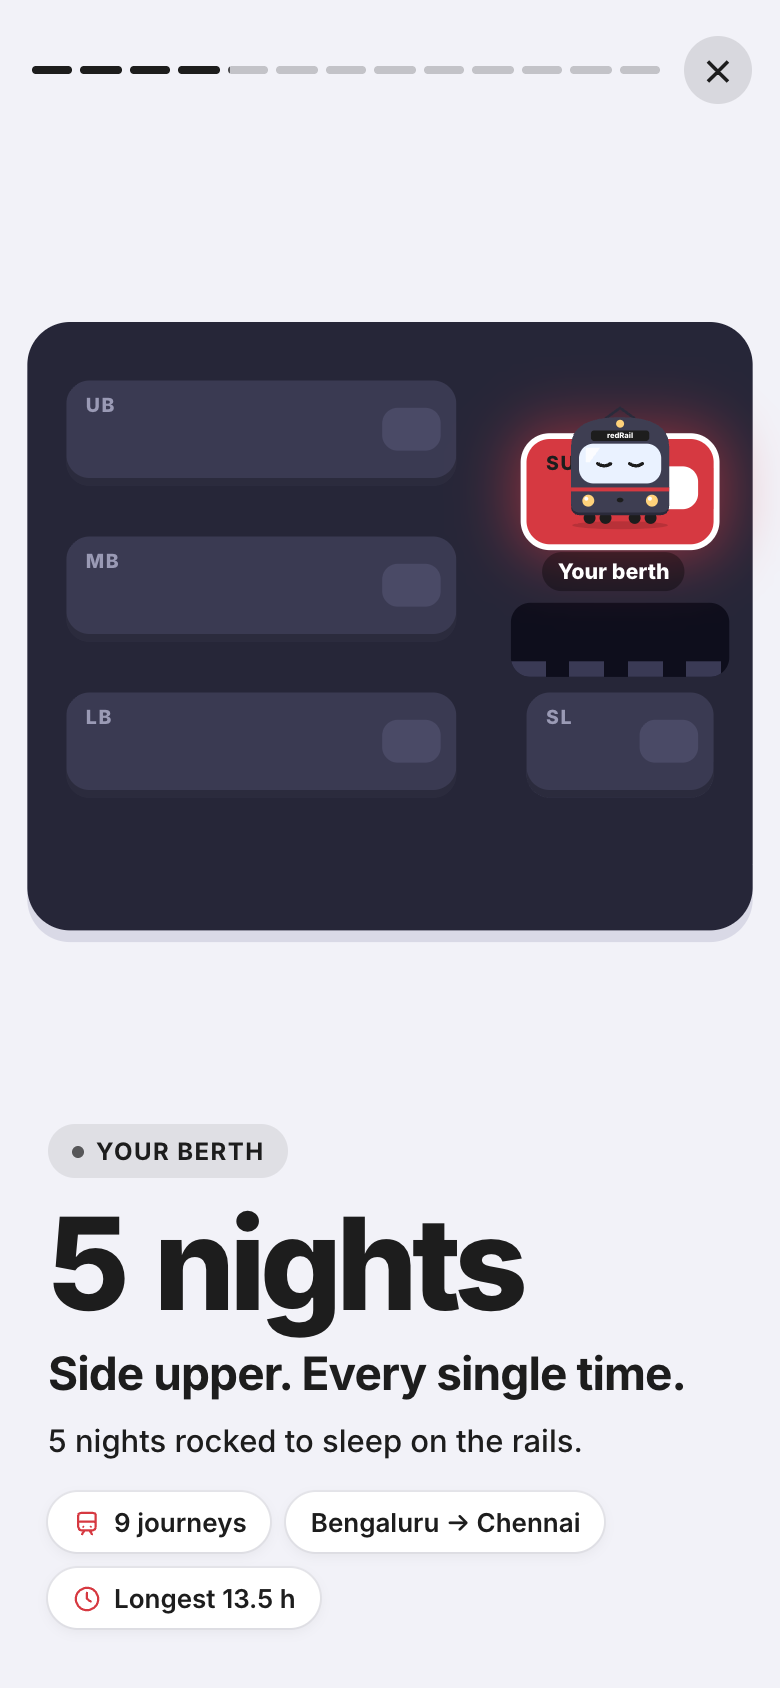 UB
redRail
SU
Your berth
MB
LB
SL
YOUR BERTH
5 nights
Side upper. Every single time.
5 nights rocked to sleep on the rails.
9 journeys
Bengaluru → Chennai
Longest 13.5 h